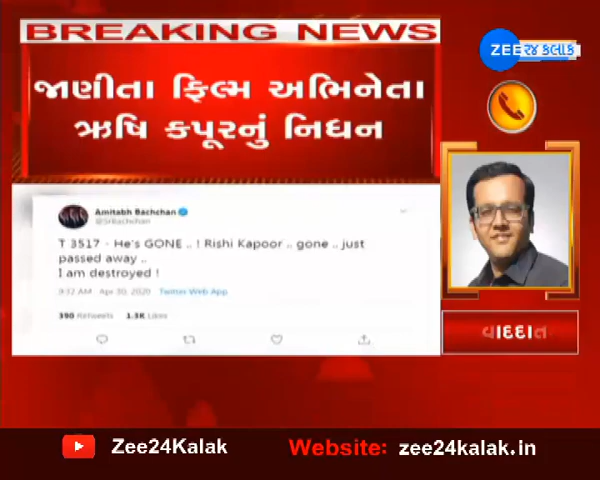 BREAKING NEWS
ZEE ૨૪ કલાક
જાણીતા ફિલ્મ અભિનેતા
ઋષિ કપૂરનું નિધન
Amitabh Bachchan
@SrBachchan
T 3517 - He's GONE .. ! Rishi Kapoor .. gone .. just
passed away ..
I am destroyed !
9:32 AM · Apr 30, 2020 · Twitter Web App
390 Retweets 1.3K Likes
Zee24Kalak
Website: zee24kalak.in